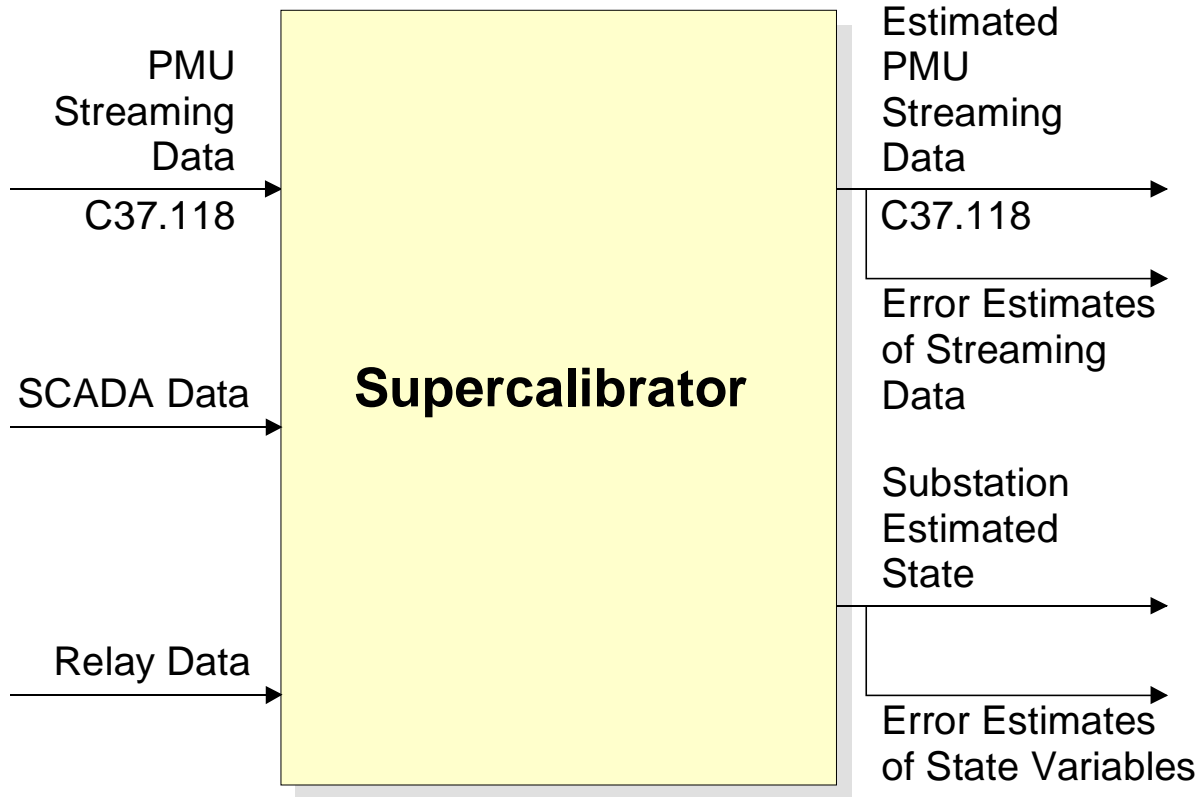 PMU
Streaming
Data
C37.118
SCADA Data
Relay Data
Supercalibrator
Estimated
PMU
Streaming
Data
C37.118
Error Estimates
of Streaming
Data
Substation
Estimated
State
Error Estimates
of State Variables